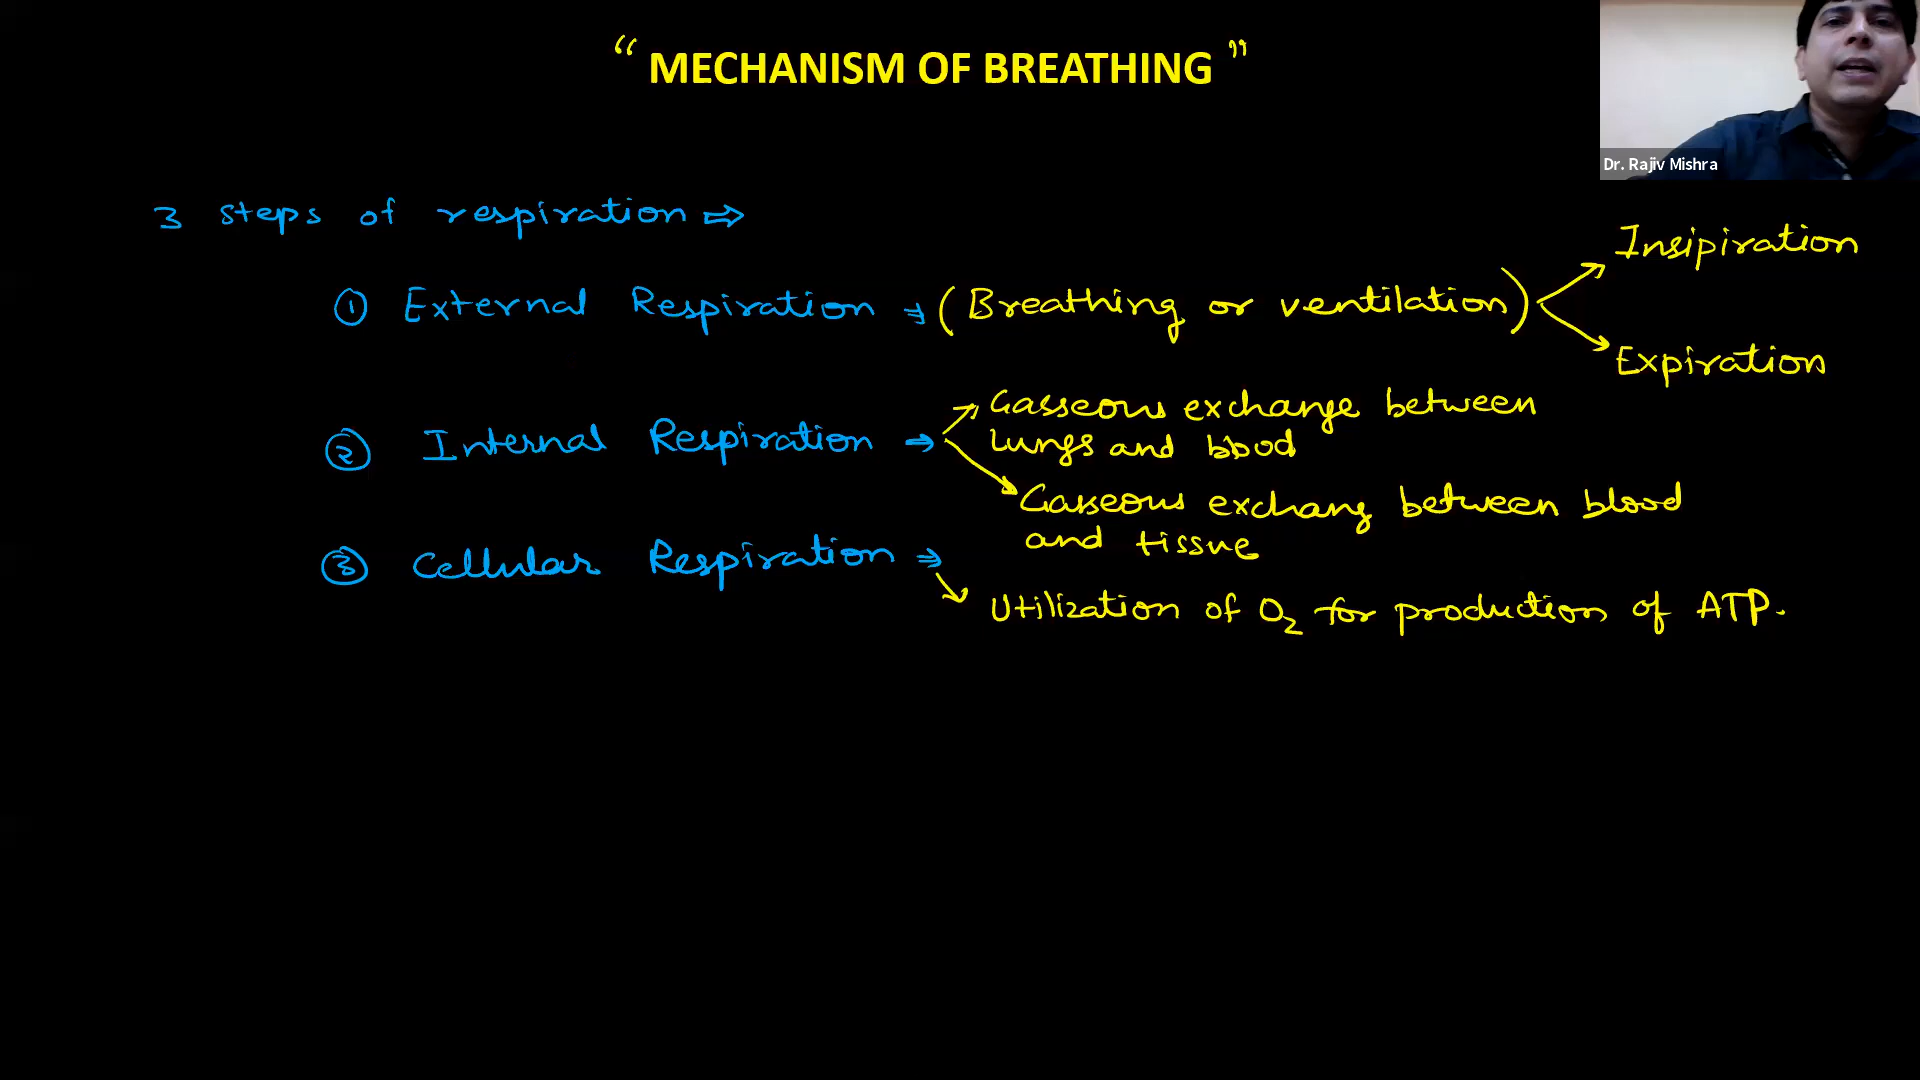 “ MECHANISM OF BREATHING ”
Dr. Rajiv Mishra
3 steps of respiration ⇒
① External Respiration → (Breathing or ventilation)
Insipiration
Expiration
② Internal Respiration →
Gasseous exchange between
lungs and blood
Gasseous exchang between blood
and tissue
③ Cellular Respiration →
Utilization of O₂ for production of ATP.